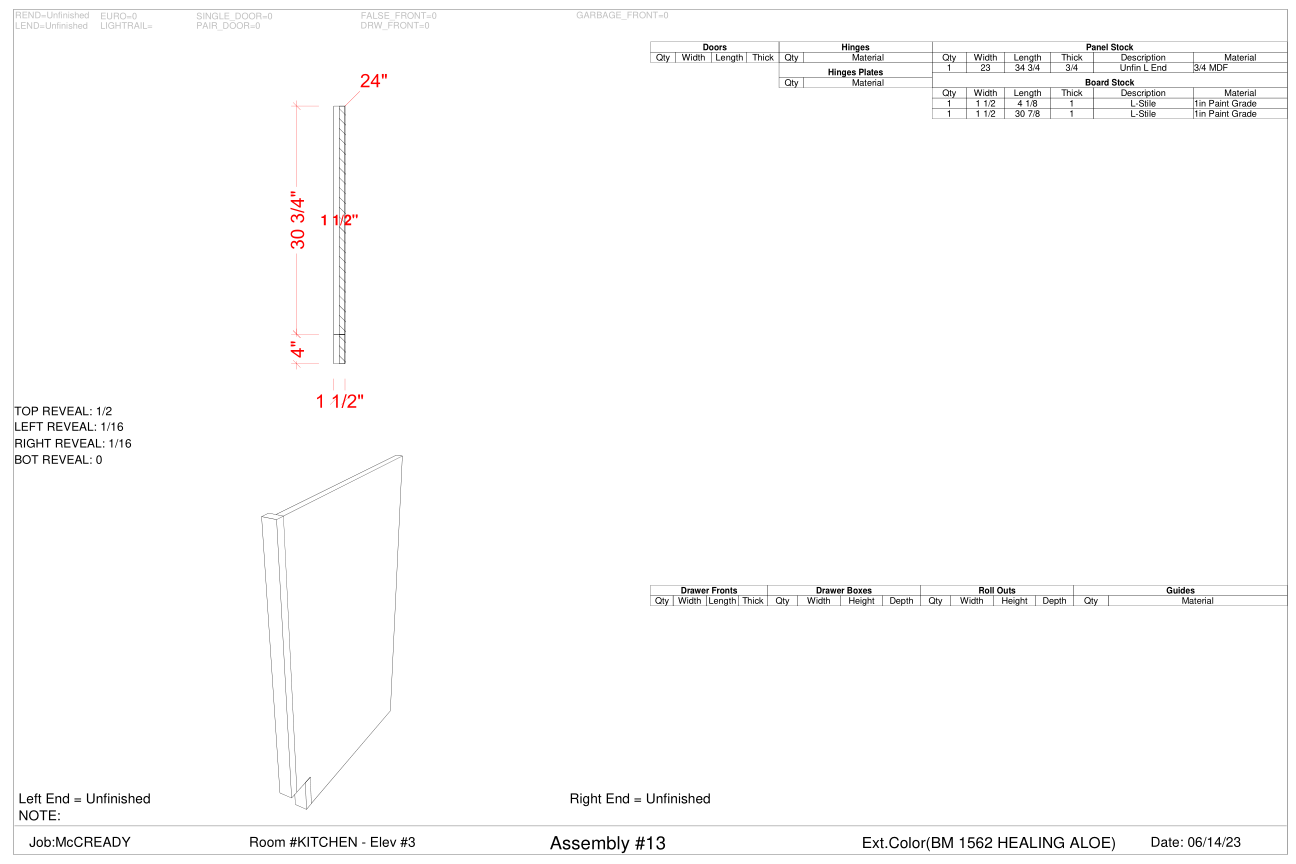 REND=Unfinished EURO=0 SINGLE_DOOR=0 FALSE_FRONT=0 GARBAGE_FRONT=0
LEND=Unfinished LIGHTRAIL= PAIR_DOOR=0 DRW_FRONT=0
Doors Hinges Panel Stock
Qty Width Length Thick Qty Material Qty Width Length Thick Description Material
1 23 34 3/4 3/4 Unfin L End 3/4 MDF
Hinges Plates
Qty Material
Board Stock
Qty Width Length Thick Description Material
1 1 1/2 4 1/8 1 L-Stile 1in Paint Grade
1 1 1/2 30 7/8 1 L-Stile 1in Paint Grade
24"
30 3/4"
1 1/2"
4"
1 1/2"
TOP REVEAL: 1/2
LEFT REVEAL: 1/16
RIGHT REVEAL: 1/16
BOT REVEAL: 0
Drawer Fronts Drawer Boxes Roll Outs Guides
Qty Width Length Thick Qty Width Height Depth Qty Width Height Depth Qty Material
Left End = Unfinished Right End = Unfinished
NOTE:
Job:McCREADY Room #KITCHEN - Elev #3 Assembly #13 Ext.Color(BM 1562 HEALING ALOE) Date: 06/14/23